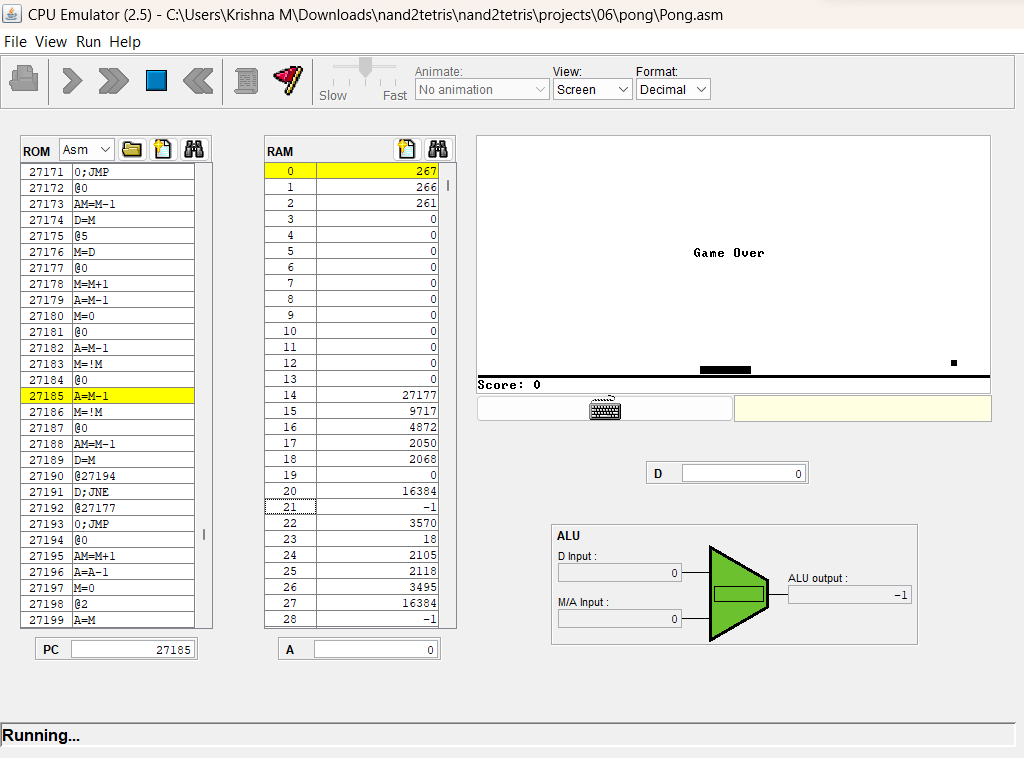 CPU Emulator (2.5) - C:\Users\Krishna M\Downloads\nand2tetris\nand2tetris\projects\06\pong\Pong.asm
File View Run Help
Slow Fast
Animate: View: Format:
No animation Screen Decimal
ROM Asm
27171 0;JMP
27172 @0
27173 AM=M-1
27174 D=M
27175 @5
27176 M=D
27177 @0
27178 M=M+1
27179 A=M-1
27180 M=0
27181 @0
27182 A=M-1
27183 M=!M
27184 @0
27185 A=M-1
27186 M=!M
27187 @0
27188 AM=M-1
27189 D=M
27190 @27194
27191 D;JNE
27192 @27177
27193 0;JMP
27194 @0
27195 AM=M+1
27196 A=A-1
27197 M=0
27198 @2
27199 A=M
PC 27185
RAM
0 267
1 266
2 261
3 0
4 0
5 0
6 0
7 0
8 0
9 0
10 0
11 0
12 0
13 0
14 27177
15 9717
16 4872
17 2050
18 2068
19 0
20 16384
21 -1
22 3570
23 18
24 2105
25 2118
26 3495
27 16384
28 -1
A 0
Game Over
Score: 0
D 0
ALU
D Input :
0
M/A Input :
0
ALU output :
-1
Running...